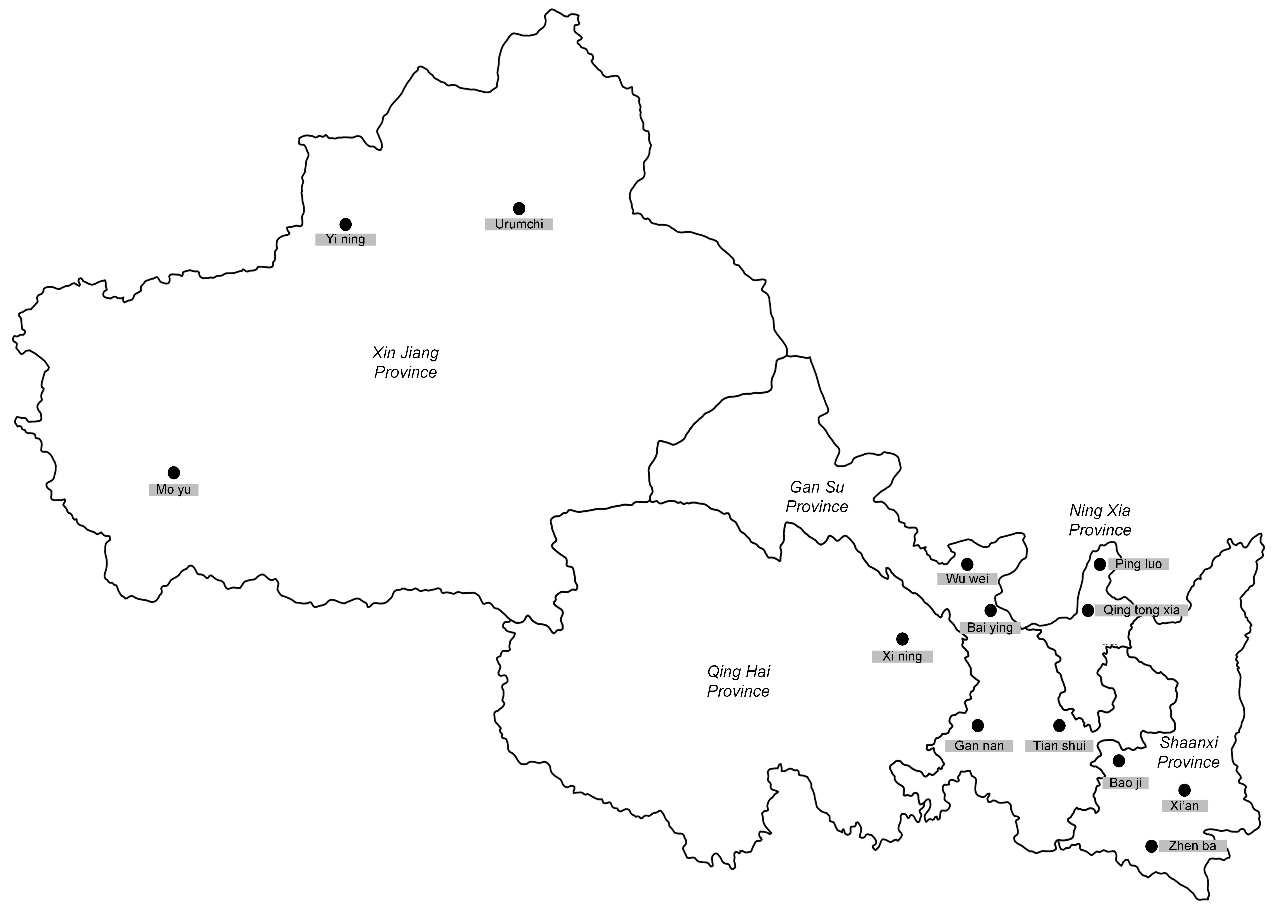 Urumchi
Yi ning
Xin Jiang
Province
Mo yu
Gan Su
Province
Ning Xia
Province
Wu wei
Ping luo
Qing tong xia
Bai ying
Xi ning
Qing Hai
Province
Gan nan
Tian shui
Shaanxi
Province
Bao ji
Xi'an
Zhen ba